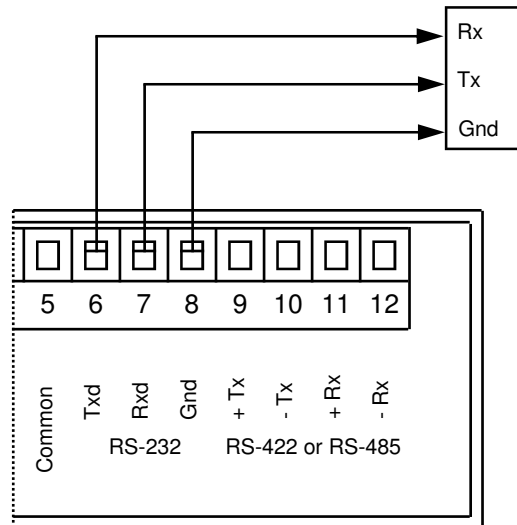 Rx
Tx
Gnd
5 6 7 8 9 10 11 12
Common Txd Rxd Gnd + Tx - Tx + Rx - Rx
RS-232 RS-422 or RS-485